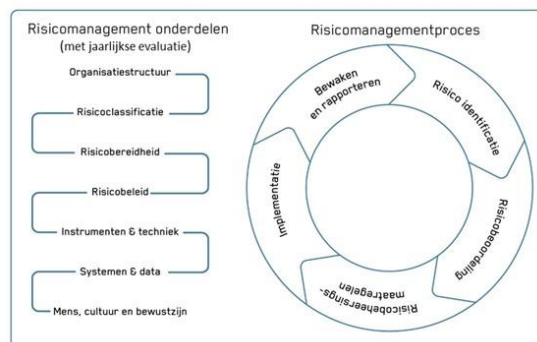 Risicomanagement onderdelen
(met jaarlijkse evaluatie)
Organisatiestructuur
Risicoclassificatie
Risicobereidheid
Risicobeleid
Instrumenten & techniek
Systemen & data
Mens, cultuur en bewustzijn
Risicomanagementproces
Bewaken
en rapporteren
Risico identificatie
Risicobeoordeling
Risicobeheersings-
maatregelen
Implementatie